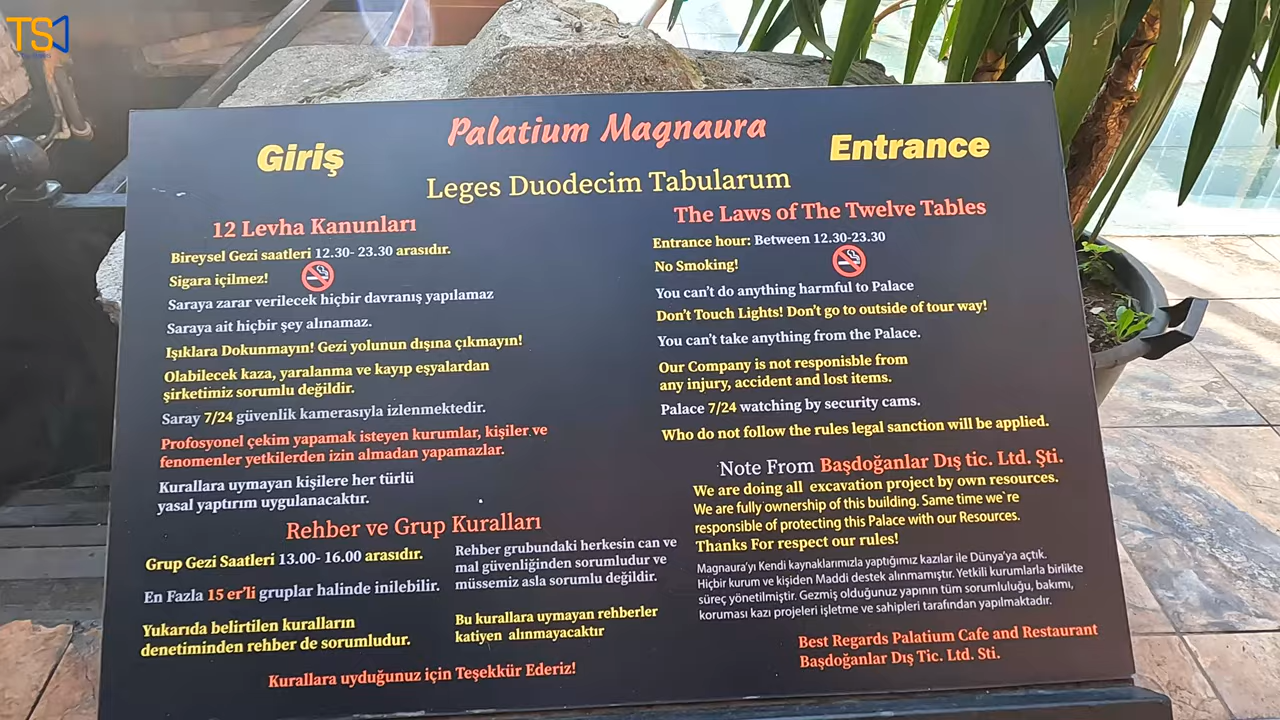 TS
Palatium Magnaura
Giriş
Entrance
Leges Duodecim Tabularum
12 Levha Kanunları
Bireysel Gezi saatleri 12.30- 23.30 arasıdır.
Sigara içilmez!
Saraya zarar verilecek hiçbir davranış yapılamaz
Saraya ait hiçbir şey alınamaz.
Işıklara Dokunmayın! Gezi yolunun dışına çıkmayın!
Olabilecek kaza, yaralanma ve kayıp eşyalardan
şirketimiz sorumlu değildir.
Saray 7/24 güvenlik kamerasıyla izlenmektedir.
Profosyonel çekim yapamak isteyen kurumlar, kişiler ve
fenomenler yetkilerden izin almadan yapamazlar.
Kurallara uymayan kişilere her türlü
yasal yaptırım uygulanacaktır.
The Laws of The Twelve Tables
Entrance hour: Between 12.30-23.30
No Smoking!
You can't do anything harmful to Palace
Don't Touch Lights! Don't go to outside of tour way!
You can't take anything from the Palace.
Our Company is not responisble from
any injury, accident and lost items.
Palace 7/24 watching by security cams.
Who do not follow the rules legal sanction will be applied.
Rehber ve Grup Kuralları
Grup Gezi Saatleri 13.00- 16.00 arasıdır.
En Fazla 15 er'li gruplar halinde inilebilir.
Yukarıda belirtilen kuralların
denetiminden rehber de sorumludur.
Rehber grubundaki herkesin can ve
mal güvenliğinden sorumludur ve
müssemiz asla sorumlu değildir.
Bu kurallara uymayan rehberler
katiyen alınmayacaktır
Kurallara uyduğunuz için Teşekkür Ederiz!
Note From Başdoğanlar Dış tic. Ltd. Şti.
We are doing all excavation project by own resources.
We are fully ownership of this building. Same time we`re
responsible of protecting this Palace with our Resources.
Thanks For respect our rules!
Magnaura'yı Kendi kaynaklarımızla yaptığımız kazılar ile Dünya'ya açtık.
Hiçbir kurum ve kişiden Maddi destek alınmamıştır. Yetkili kurumlarla birlikte
süreç yönetilmiştir. Gezmiş olduğunuz yapının tüm sorumluluğu, bakımı,
koruması kazı projeleri işletme ve sahipleri tarafından yapılmaktadır.
Best Regards Palatium Cafe and Restaurant
Başdoğanlar Dış Tic. Ltd. Sti.